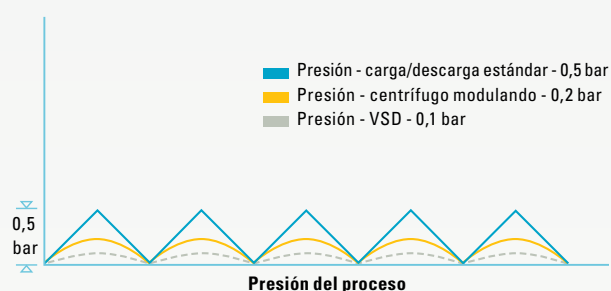 Presión - carga/descarga estándar - 0,5 bar
Presión - centrífugo modulando - 0,2 bar
Presión - VSD - 0,1 bar
0,5
bar
Presión del proceso